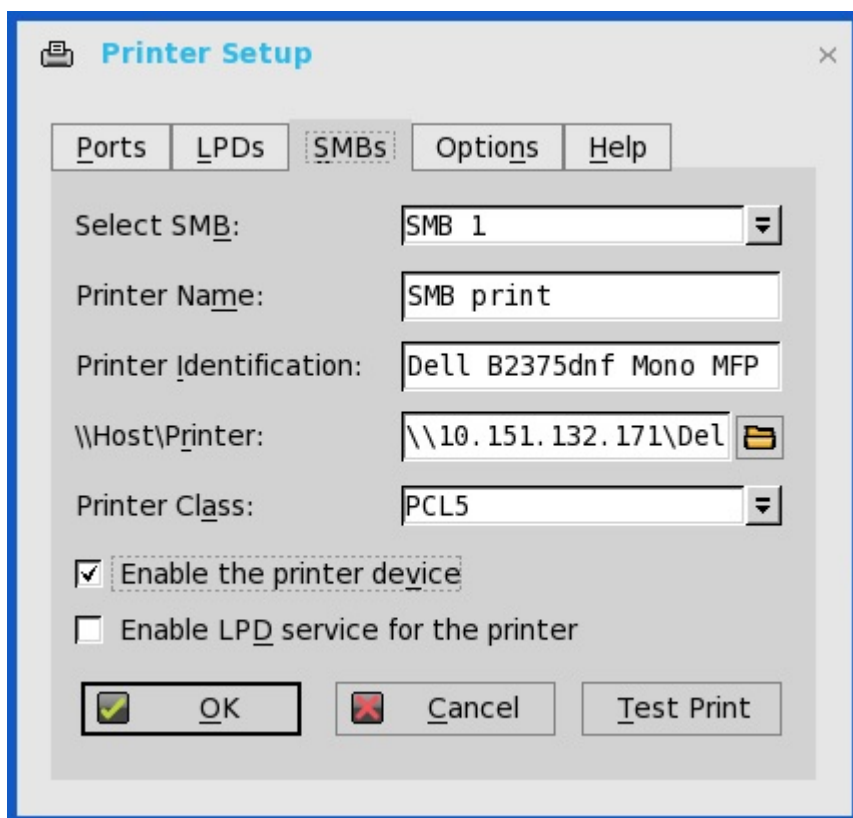 Printer Setup
Ports LPDs SMBs Options Help
Select SMB: SMB 1
Printer Name: SMB print
Printer Identification: Dell B2375dnf Mono MFP
\\Host\Printer: \\10.151.132.171\Del
Printer Class: PCL5
Enable the printer device
Enable LPD service for the printer
OK Cancel Test Print